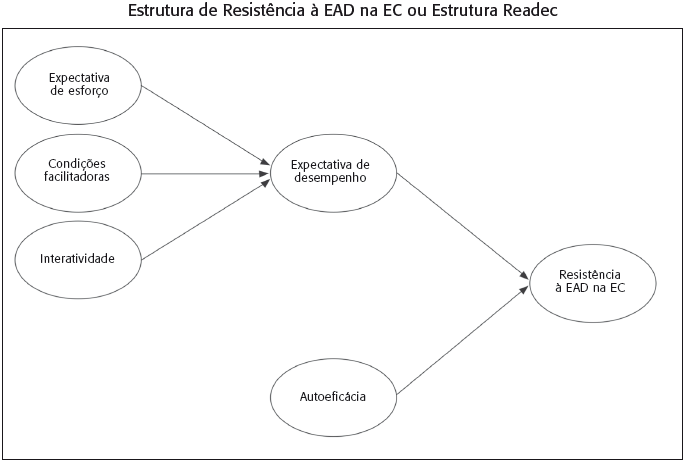 Estrutura de Resistência à EAD na EC ou Estrutura Readec
Expectativa
de esforço
Condições
facilitadoras
Interatividade
Expectativa de
desempenho
Resistência
à EAD na EC
Autoeficácia